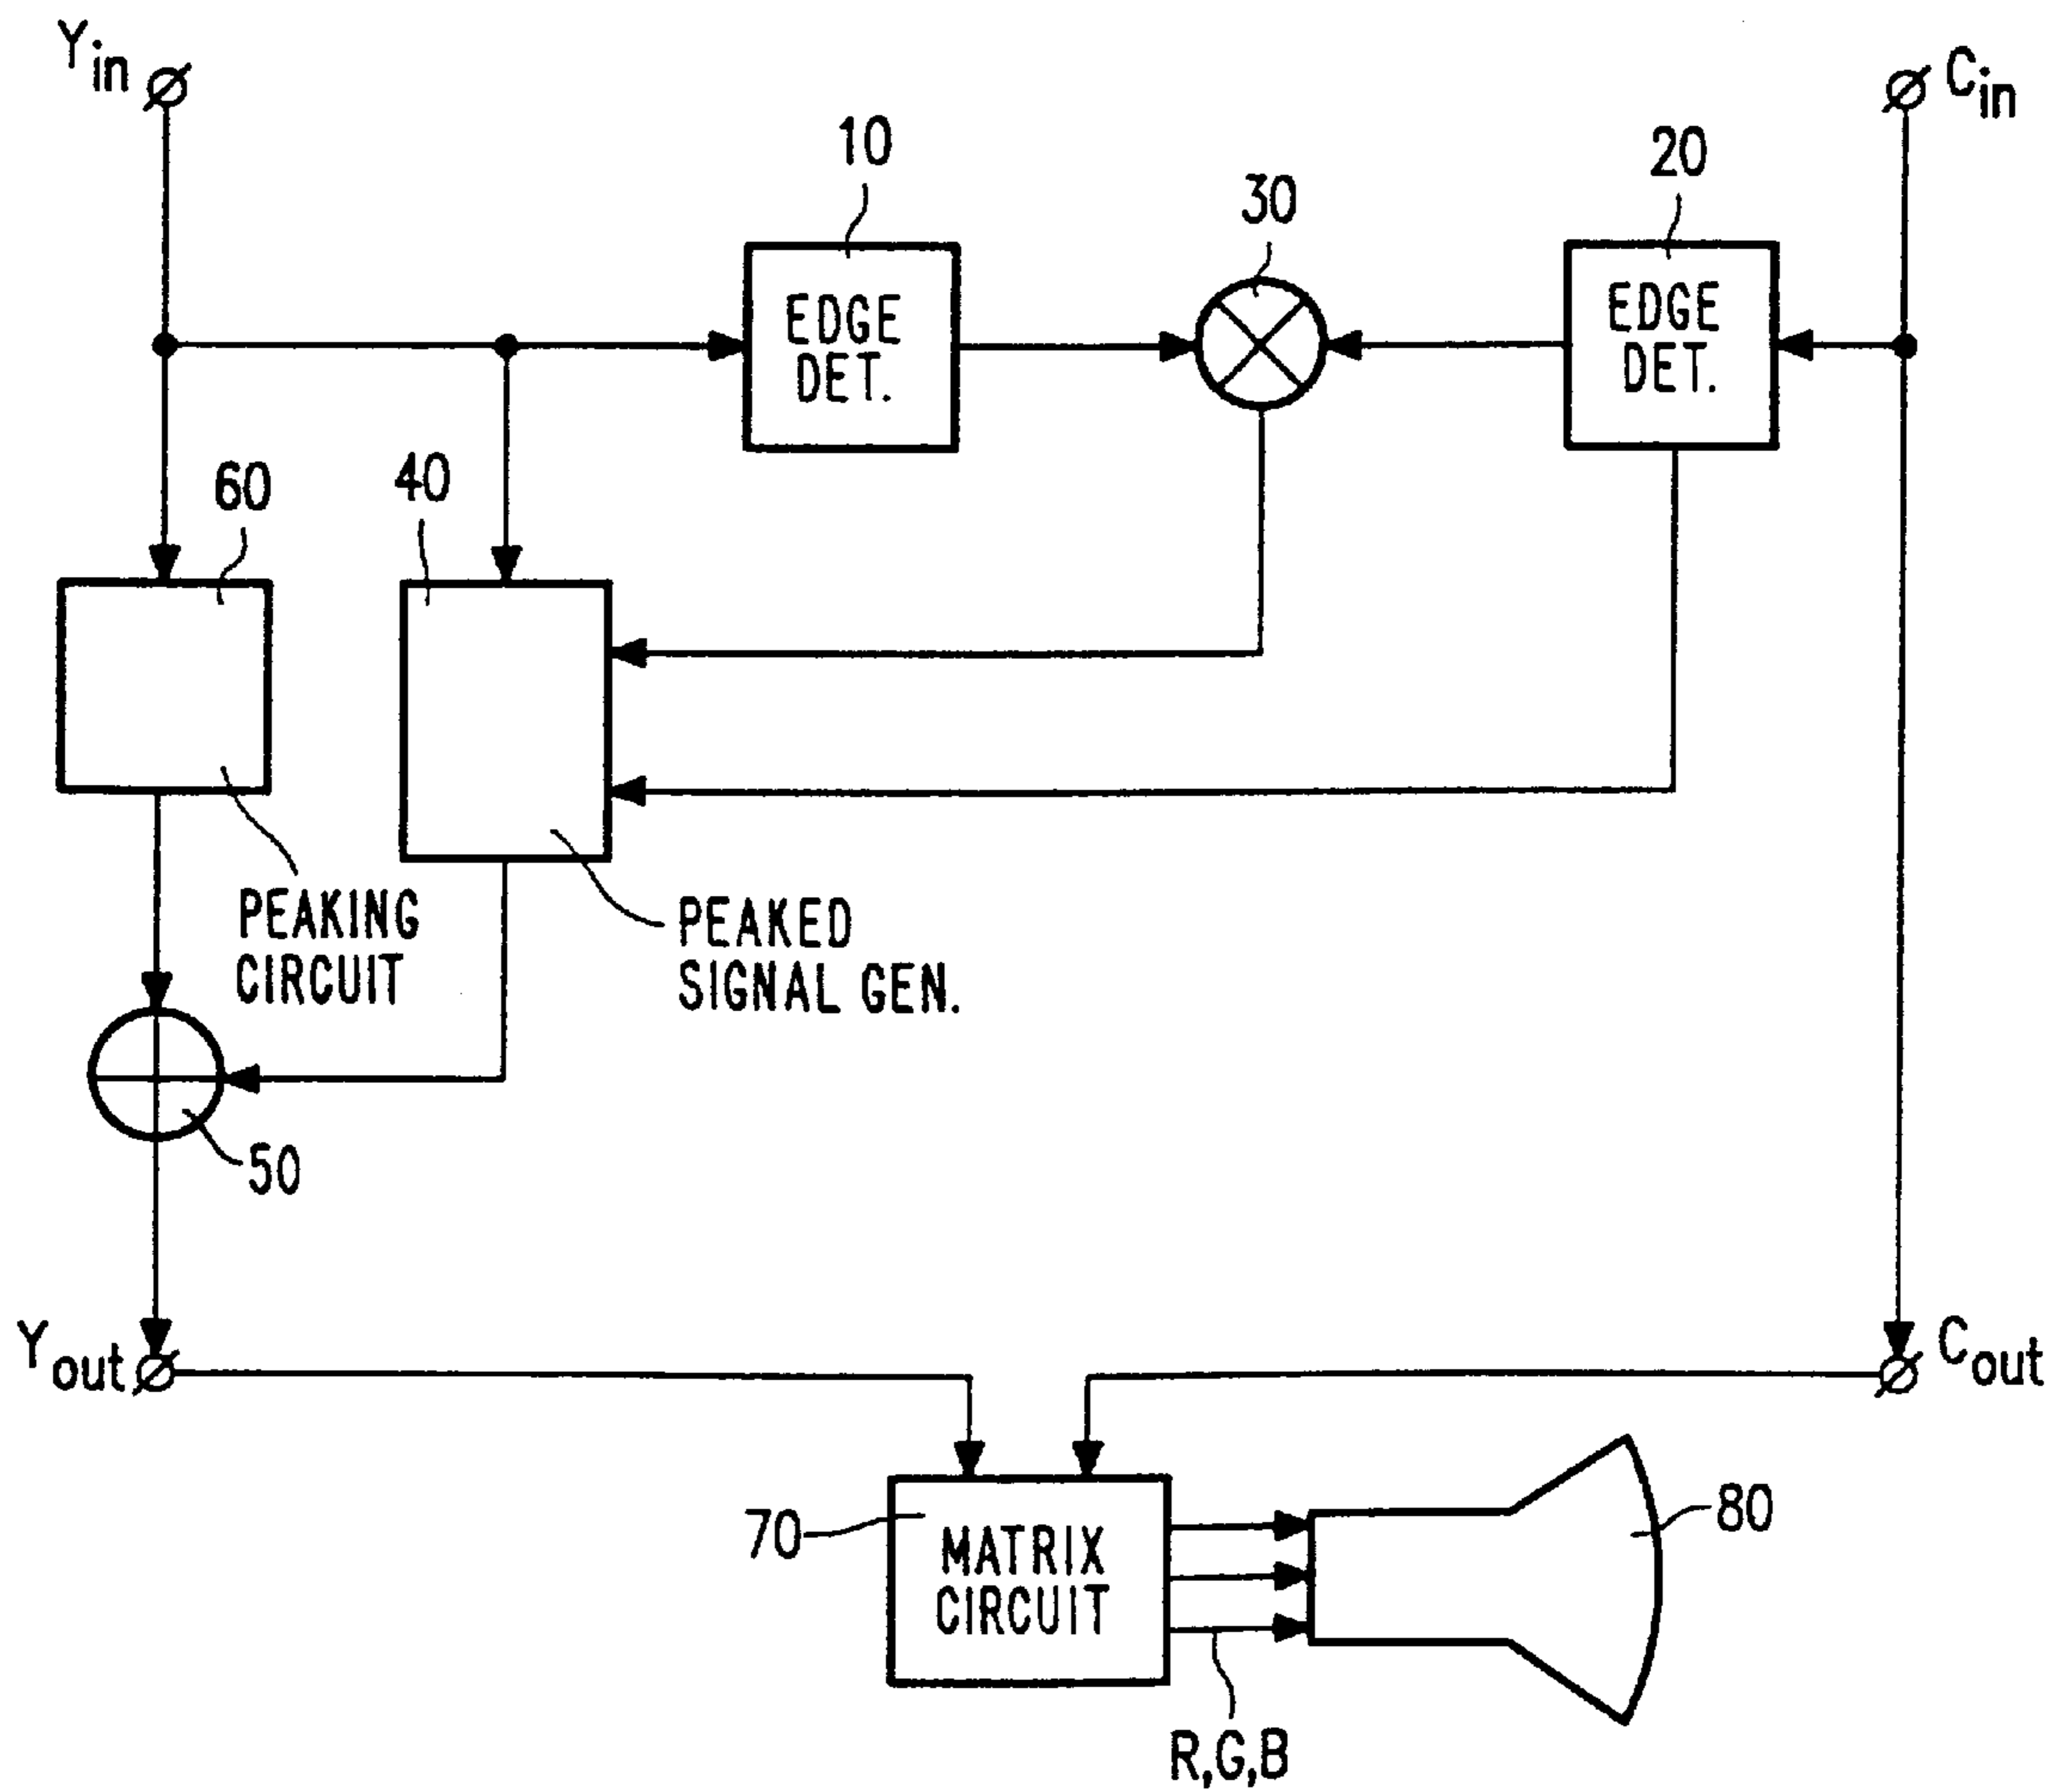 Yin
Cin
10
20
30
EDGE
DET.
EDGE
DET.
60
40
PEAKING
CIRCUIT
PEAKED
SIGNAL GEN.
50
Yout
Cout
70
MATRIX
CIRCUIT
80
R,G,B